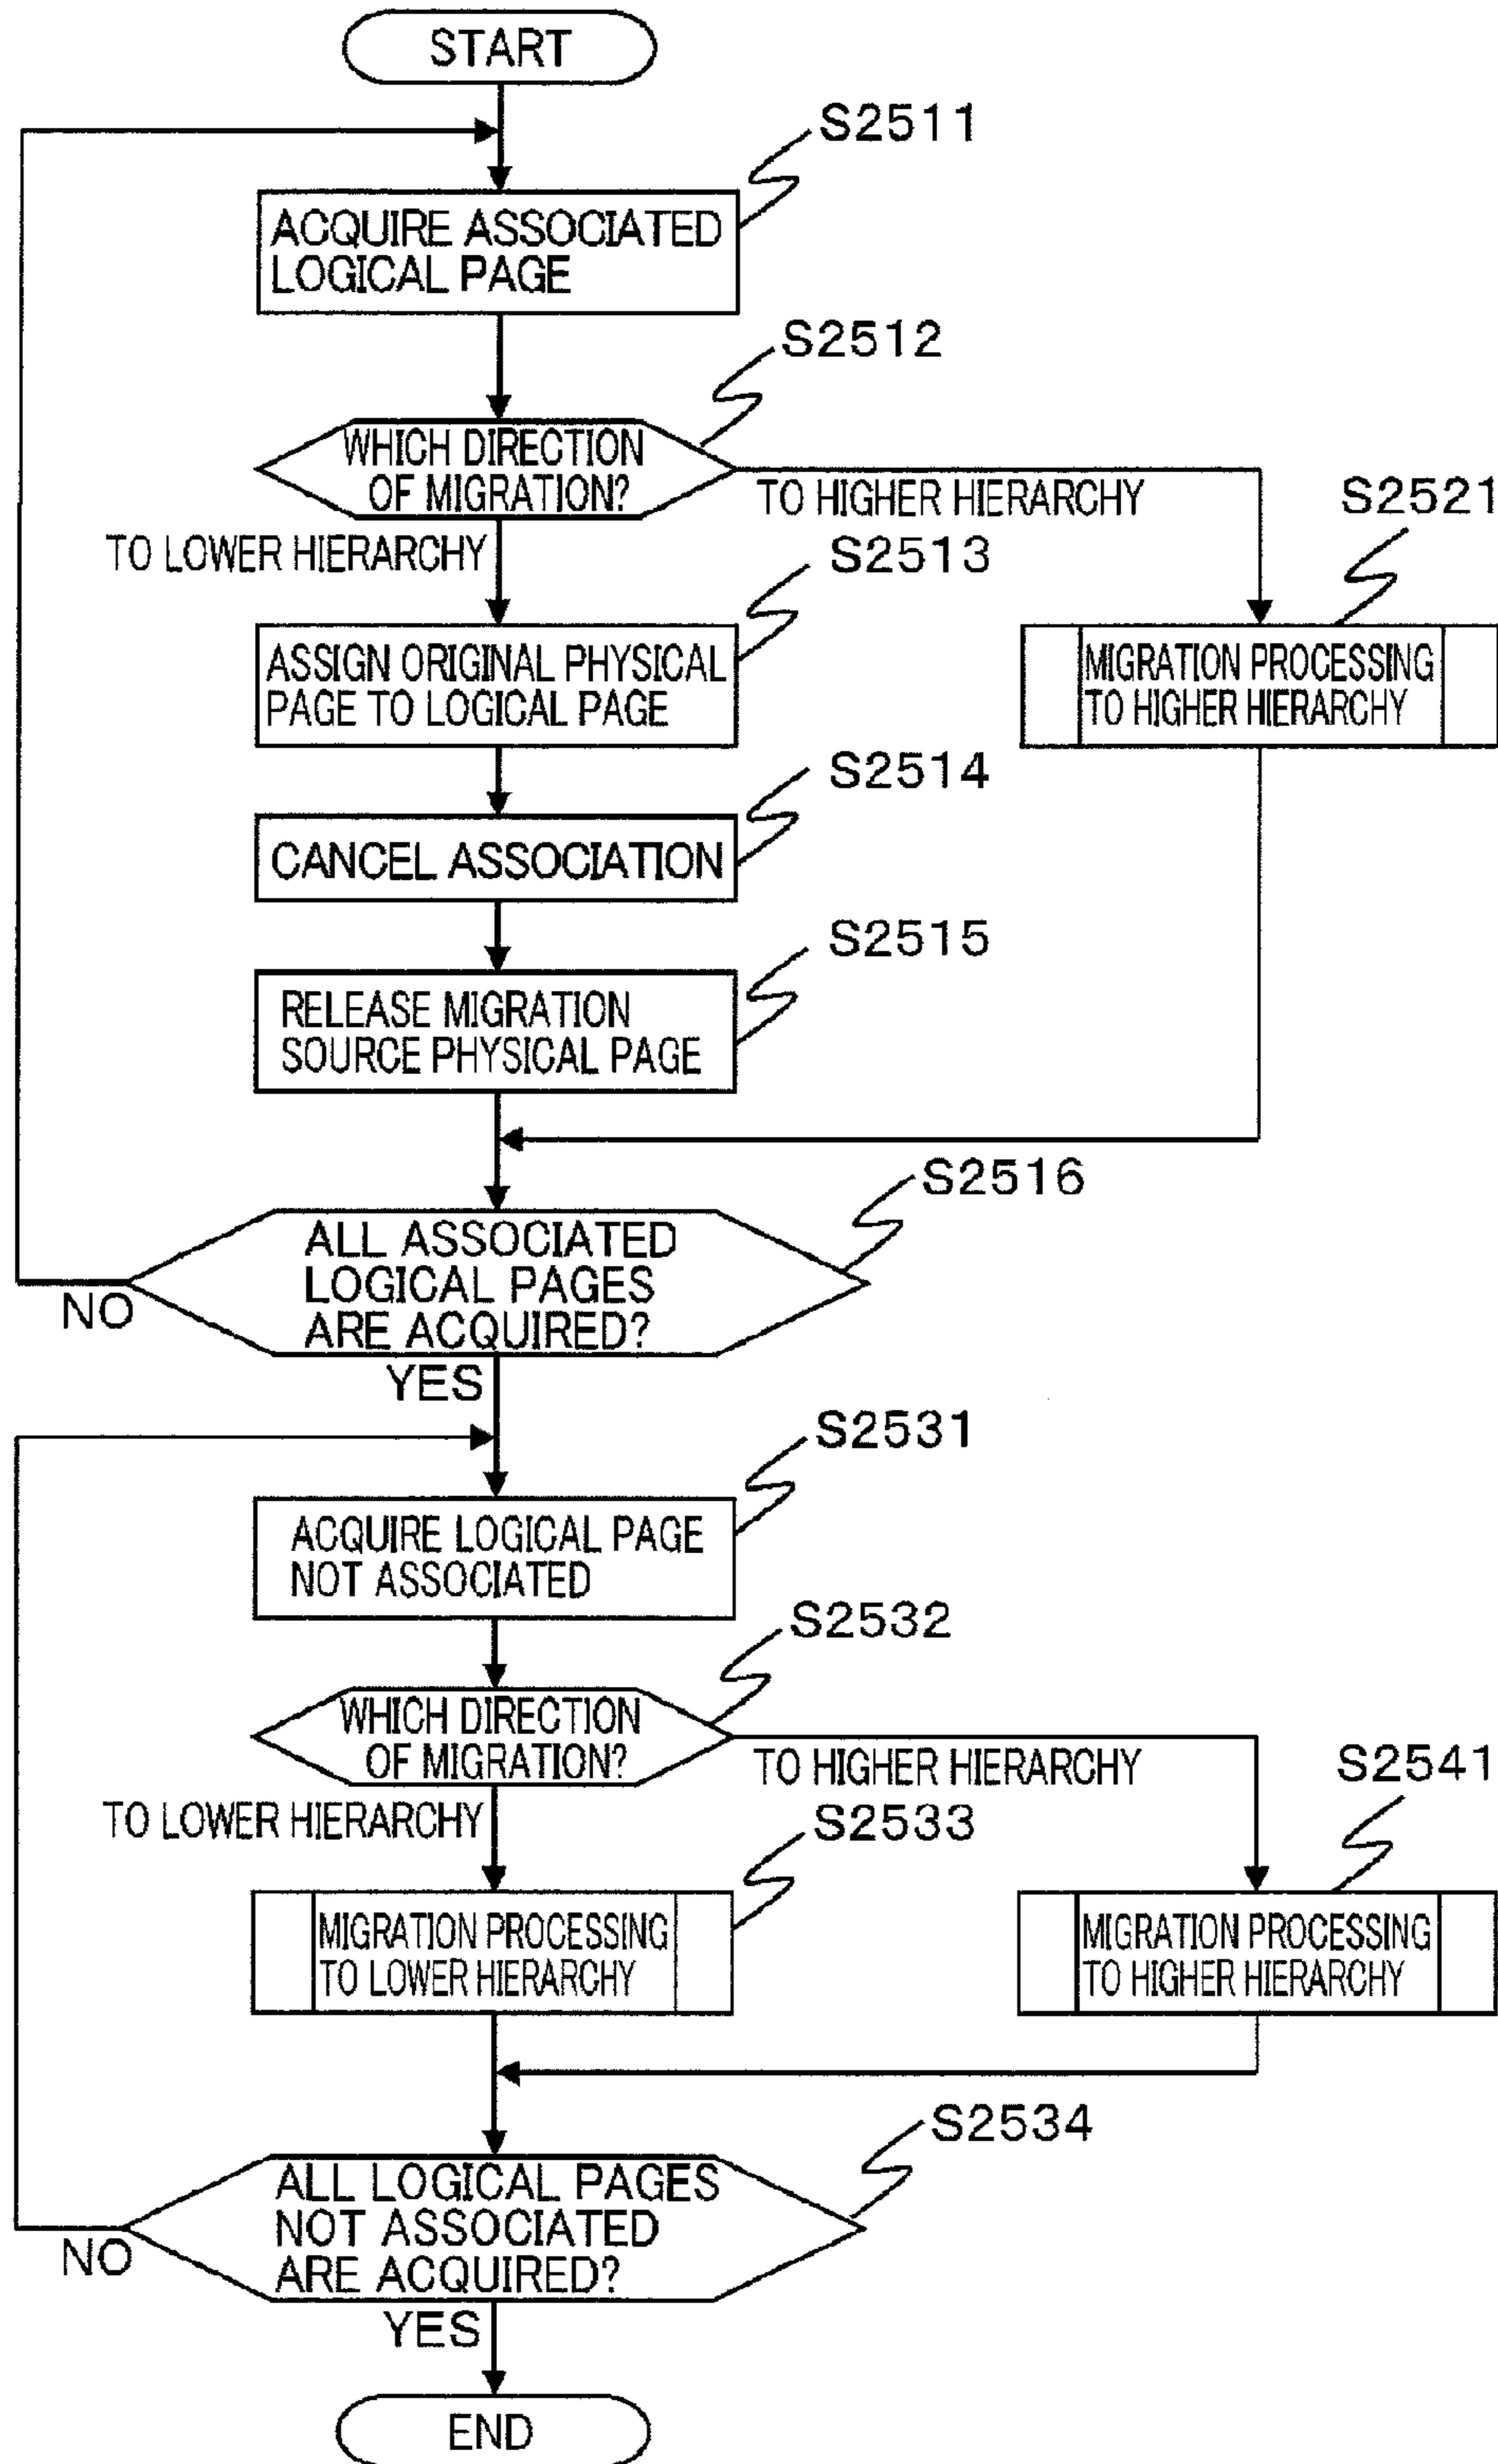 START
S2511
ACQUIRE ASSOCIATED
LOGICAL PAGE
S2512
WHICH DIRECTION
OF MIGRATION?
TO HIGHER HIERARCHY
S2521
TO LOWER HIERARCHY
S2513
ASSIGN ORIGINAL PHYSICAL
PAGE TO LOGICAL PAGE
MIGRATION PROCESSING
TO HIGHER HIERARCHY
S2514
CANCEL ASSOCIATION
S2515
RELEASE MIGRATION
SOURCE PHYSICAL PAGE
S2516
ALL ASSOCIATED
LOGICAL PAGES
ARE ACQUIRED?
NO
YES
S2531
ACQUIRE LOGICAL PAGE
NOT ASSOCIATED
S2532
WHICH DIRECTION
OF MIGRATION?
TO HIGHER HIERARCHY
S2541
TO LOWER HIERARCHY
S2533
MIGRATION PROCESSING
TO LOWER HIERARCHY
MIGRATION PROCESSING
TO HIGHER HIERARCHY
S2534
ALL LOGICAL PAGES
NOT ASSOCIATED
ARE ACQUIRED?
NO
YES
END